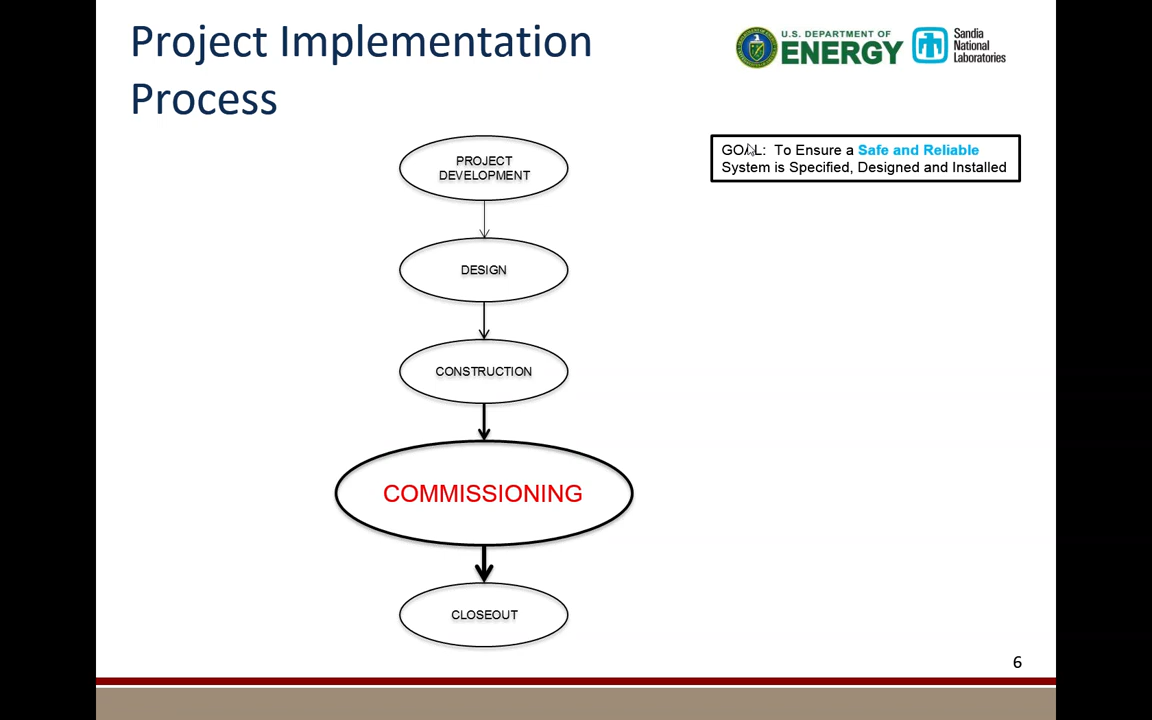 Project Implementation
Process
U.S. DEPARTMENT OF
ENERGY
Sandia
National
Laboratories
GOAL: To Ensure a Safe and Reliable
System is Specified, Designed and Installed
PROJECT
DEVELOPMENT
DESIGN
CONSTRUCTION
COMMISSIONING
CLOSEOUT
6